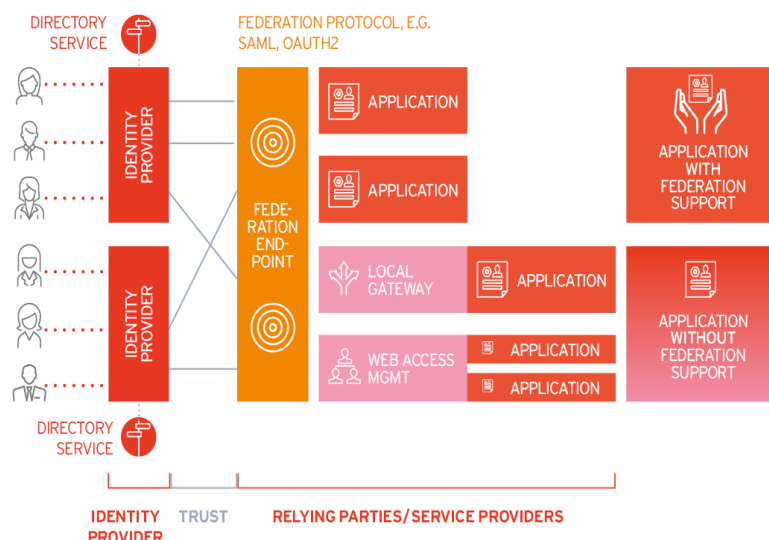 DIRECTORY
SERVICE
FEDERATION PROTOCOL, E.G.
SAML, OAUTH2
IDENTITY
PROVIDER
IDENTITY
PROVIDER
FEDE-
RATION
END-
POINT
APPLICATION
APPLICATION
LOCAL
GATEWAY
APPLICATION
WEB ACCESS
MGMT
APPLICATION
APPLICATION
APPLICATION
WITH
FEDERATION
SUPPORT
APPLICATION
WITHOUT
FEDERATION
SUPPORT
DIRECTORY
SERVICE
IDENTITY
PROVIDER
TRUST
RELYING PARTIES/SERVICE PROVIDERS